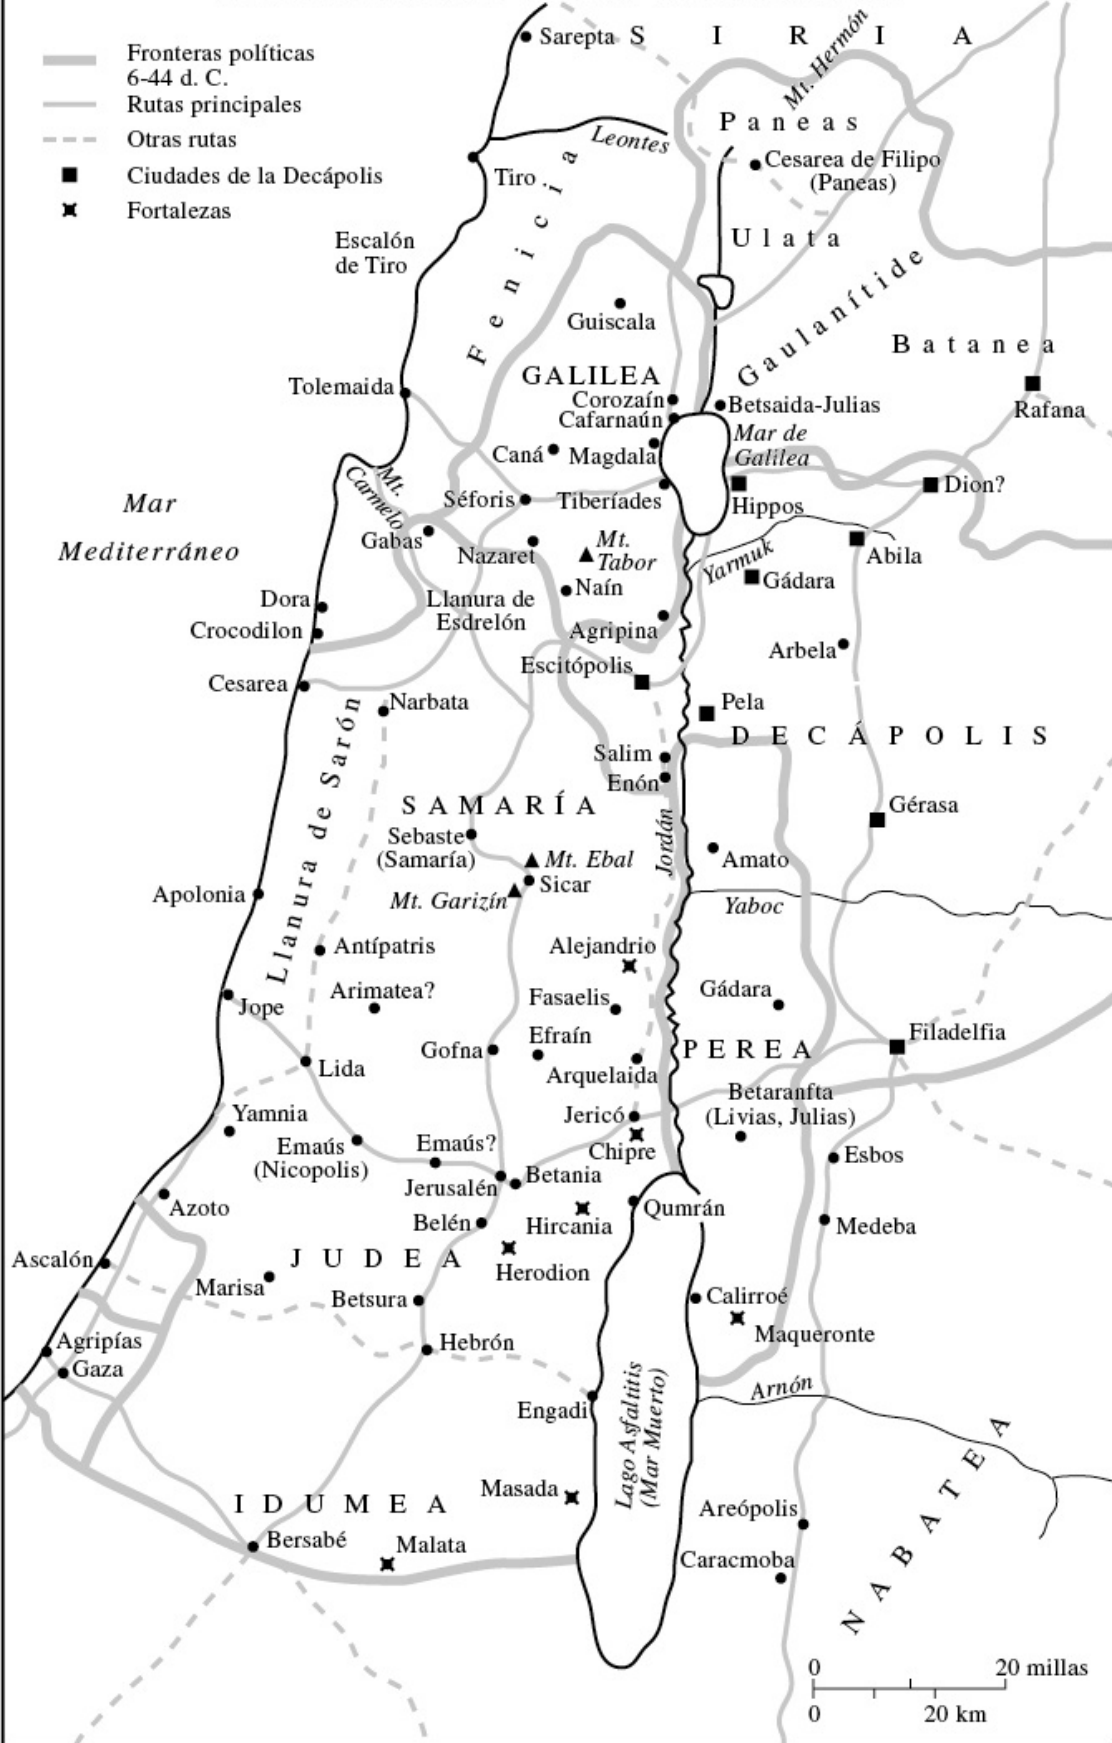 Fronteras políticas
6-44 d. C.
Rutas principales
Otras rutas
Ciudades de la Decápolis
Fortalezas
Sarepta
SIRIA
Mt. Hermón
Paneas
Leontes
Cesarea de Filipo
(Paneas)
Tiro
Fenicia
Ulata
Escalón
de Tiro
Gaulanítide
Guiscala
Batanea
GALILEA
Tolemaida
Corozaín
Betsaida-Julias
Rafana
Cafarnaún
Mar de
Galilea
Caná
Magdala
Mt.
Carmelo
Séforis
Tiberíades
Dion?
Hippos
Mar
Mediterráneo
Gabas
Nazaret
Mt.
Tabor
Yarmuk
Abila
Gádara
Naín
Dora
Llanura de
Esdrelón
Crocodilon
Agripina
Arbela
Escitópolis
Cesarea
Narbata
Pela
DECÁPOLIS
Llanura de Sarón
Salim
Enón
SAMARÍA
Gérasa
Sebaste
(Samaría)
Jordán
Mt. Ebal
Amato
Sicar
Mt. Garizín
Apolonia
Yaboc
Antípatris
Alejandrio
Arimatea?
Fasaelis
Gádara
Jope
Efraín
Gofna
Filadelfia
PEREA
Lida
Arquelaida
Betaranfta
(Livias, Julias)
Yamnia
Jericó
Emaús
(Nicopolis)
Emaús?
Chipre
Esbos
Jerusalén
Betania
Azoto
Qumrán
Belén
Hircania
Medeba
Ascalón
JUDEA
Herodion
Marisa
Betsura
Calirroé
Maqueronte
Agripías
Hebrón
Gaza
Engadi
Arnón
Lago Asfaltitis
(Mar Muerto)
Masada
IDUMEA
Areópolis
NABATEA
Bersabé
Malata
Caracmoba
0 20 millas
0 20 km